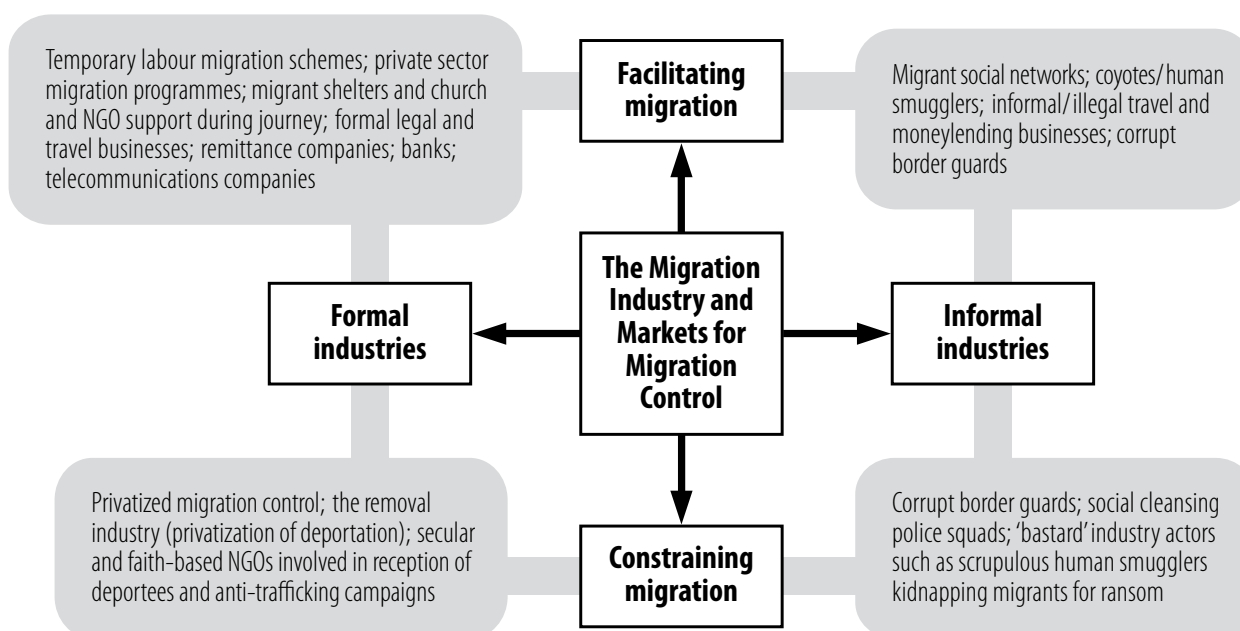 Temporary labour migration schemes; private sector
migration programmes; migrant shelters and church
and NGO support during journey; formal legal and
travel businesses; remittance companies; banks;
telecommunications companies
Facilitating
migration
Migrant social networks; coyotes/human
smugglers; informal/illegal travel and
moneylending businesses; corrupt
border guards
Formal
industries
The Migration
Industry and
Markets for
Migration
Control
Informal
industries
Privatized migration control; the removal
industry (privatization of deportation); secular
and faith-based NGOs involved in reception of
deportees and anti-trafficking campaigns
Constraining
migration
Corrupt border guards; social cleansing
police squads; ‘bastard’ industry actors
such as scrupulous human smugglers
kidnapping migrants for ransom